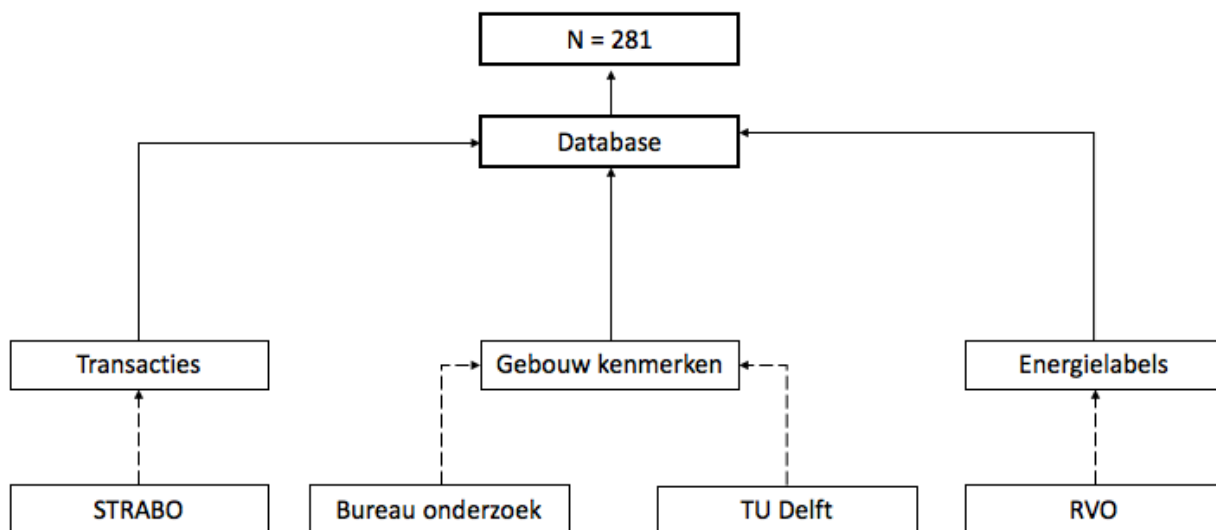 N = 281
Database
Transacties
Gebouw kenmerken
Energielabels
STRABO
Bureau onderzoek
TU Delft
RVO